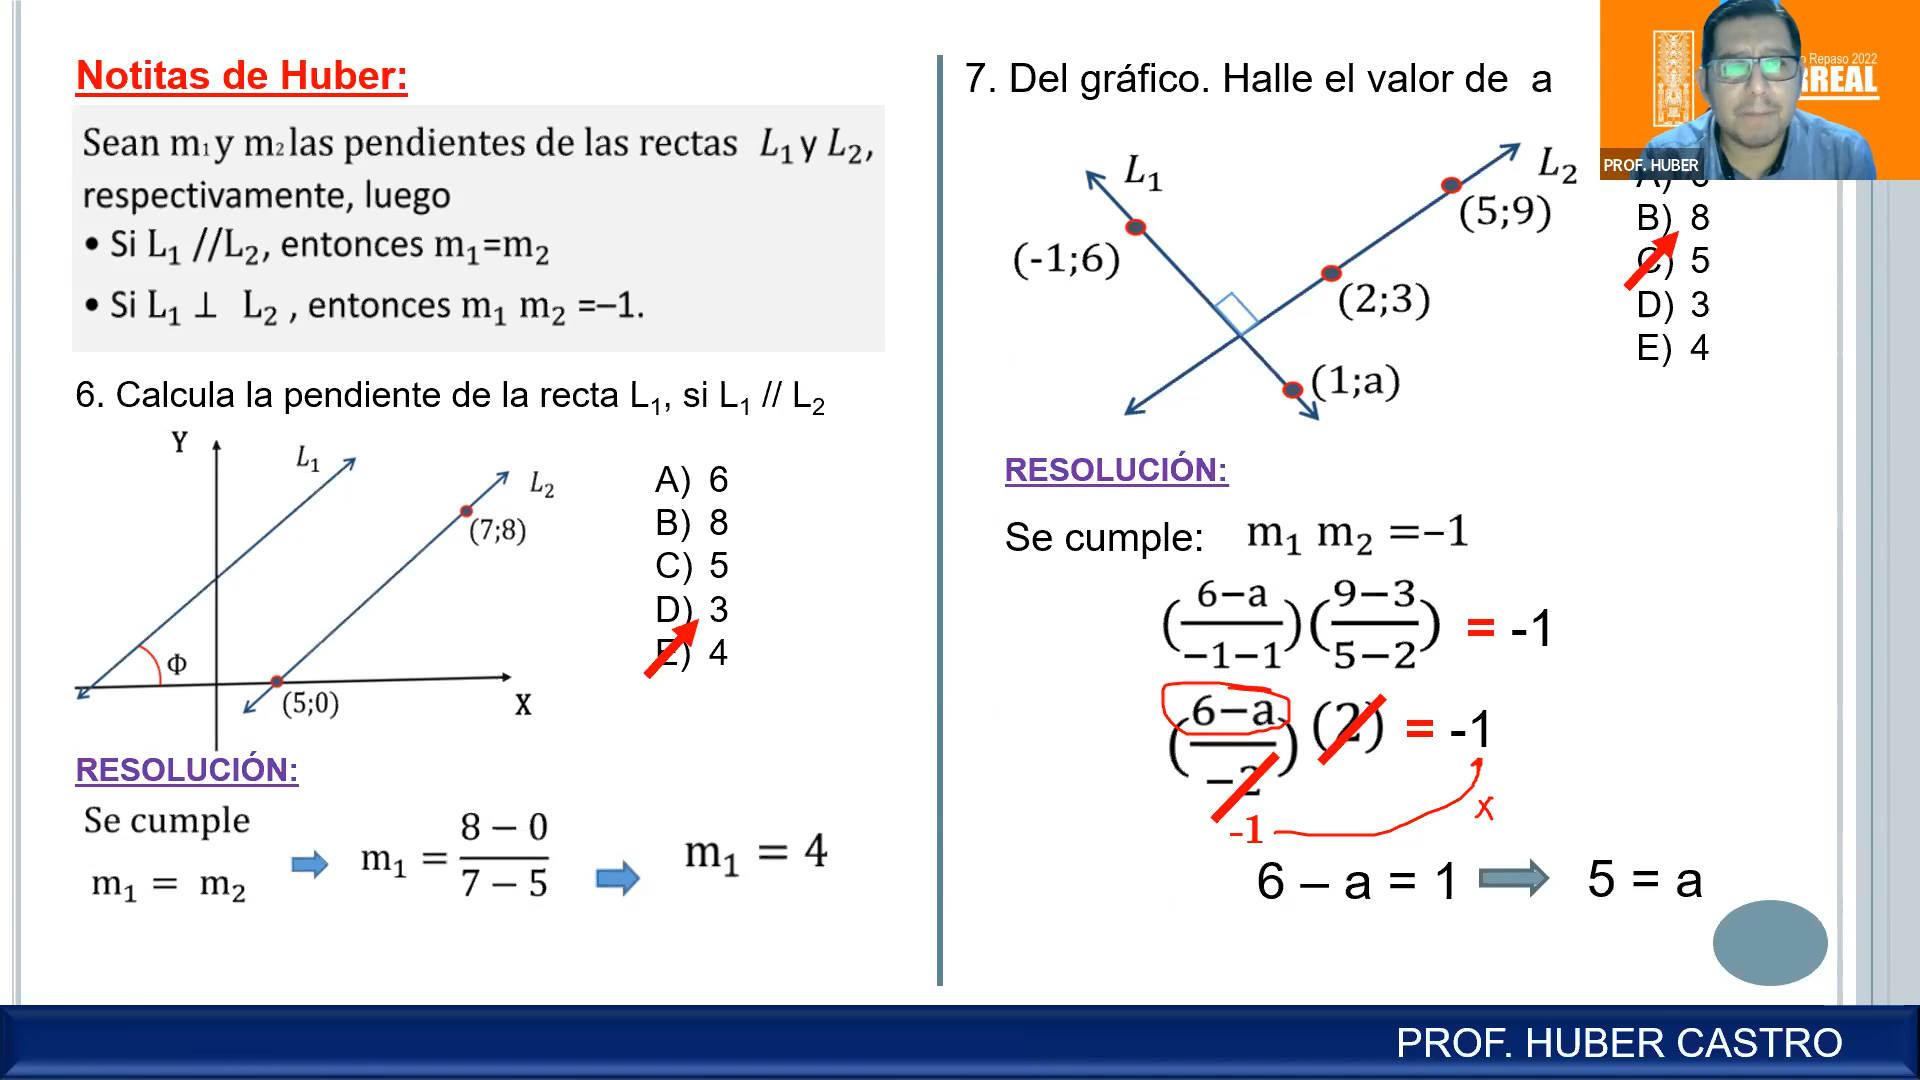 Notitas de Huber:
Sean m₁ y m₂ las pendientes de las rectas L₁ y L₂,
respectivamente, luego
• Si L₁ //L₂, entonces m₁=m₂
• Si L₁ ⊥ L₂ , entonces m₁ m₂ =–1.
6. Calcula la pendiente de la recta L₁, si L₁ // L₂
Y
L₁
L₂
(7;8)
Φ
(5;0)
X
A) 6
B) 8
C) 5
D) 3
E) 4
RESOLUCIÓN:
Se cumple
m₁ = m₂
m₁ = (8 − 0)/(7 − 5)
m₁ = 4
7. Del gráfico. Halle el valor de a
L₁
L₂
(5;9)
(-1;6)
(2;3)
(1;a)
B) 8
C) 5
D) 3
E) 4
RESOLUCIÓN:
Se cumple: m₁ m₂ =–1
((6−a)/(−1−1))((9−3)/(5−2)) = -1
((6−a)/(−2)) (2) = -1
-1
x
6 – a = 1
5 = a
Repaso 2022
RREAL
PROF. HUBER
PROF. HUBER CASTRO